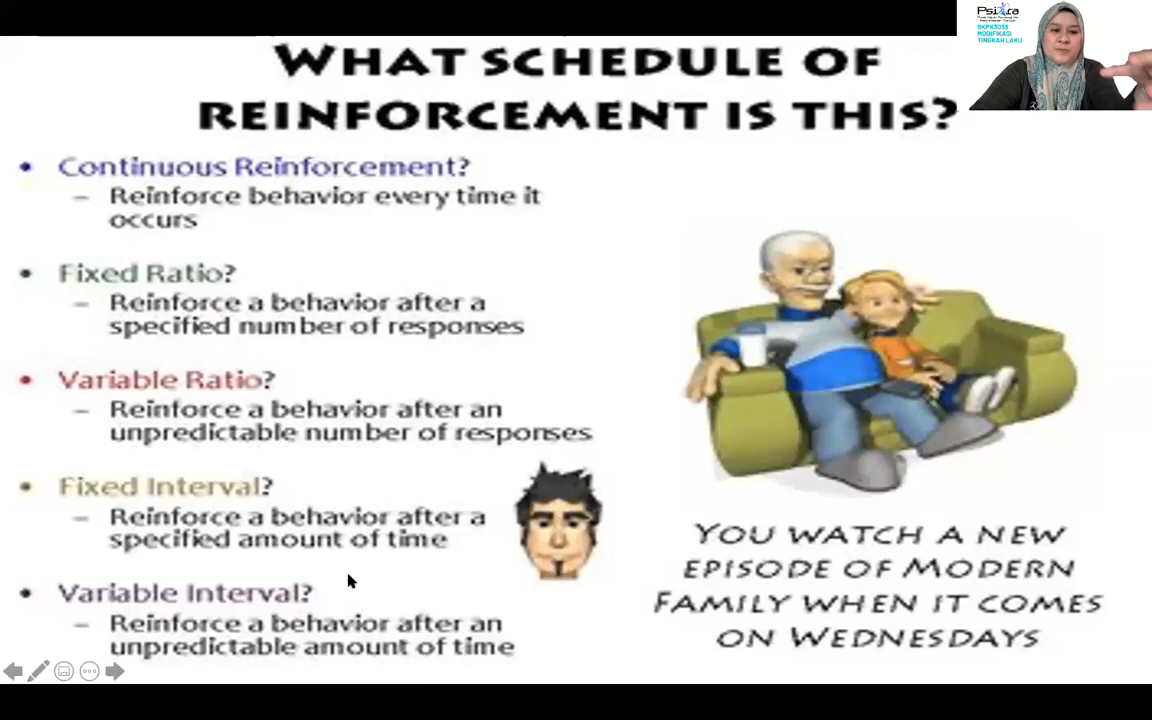 WHAT SCHEDULE OF
REINFORCEMENT IS THIS?
• Continuous Reinforcement?
– Reinforce behavior every time it
occurs
• Fixed Ratio?
– Reinforce a behavior after a
specified number of responses
• Variable Ratio?
– Reinforce a behavior after an
unpredictable number of responses
• Fixed Interval?
– Reinforce a behavior after a
specified amount of time
• Variable Interval?
– Reinforce a behavior after an
unpredictable amount of time
YOU WATCH A NEW
EPISODE OF MODERN
FAMILY WHEN IT COMES
ON WEDNESDAYS
SKPX3033
MODIFIKASI
TINGKAH LAKU